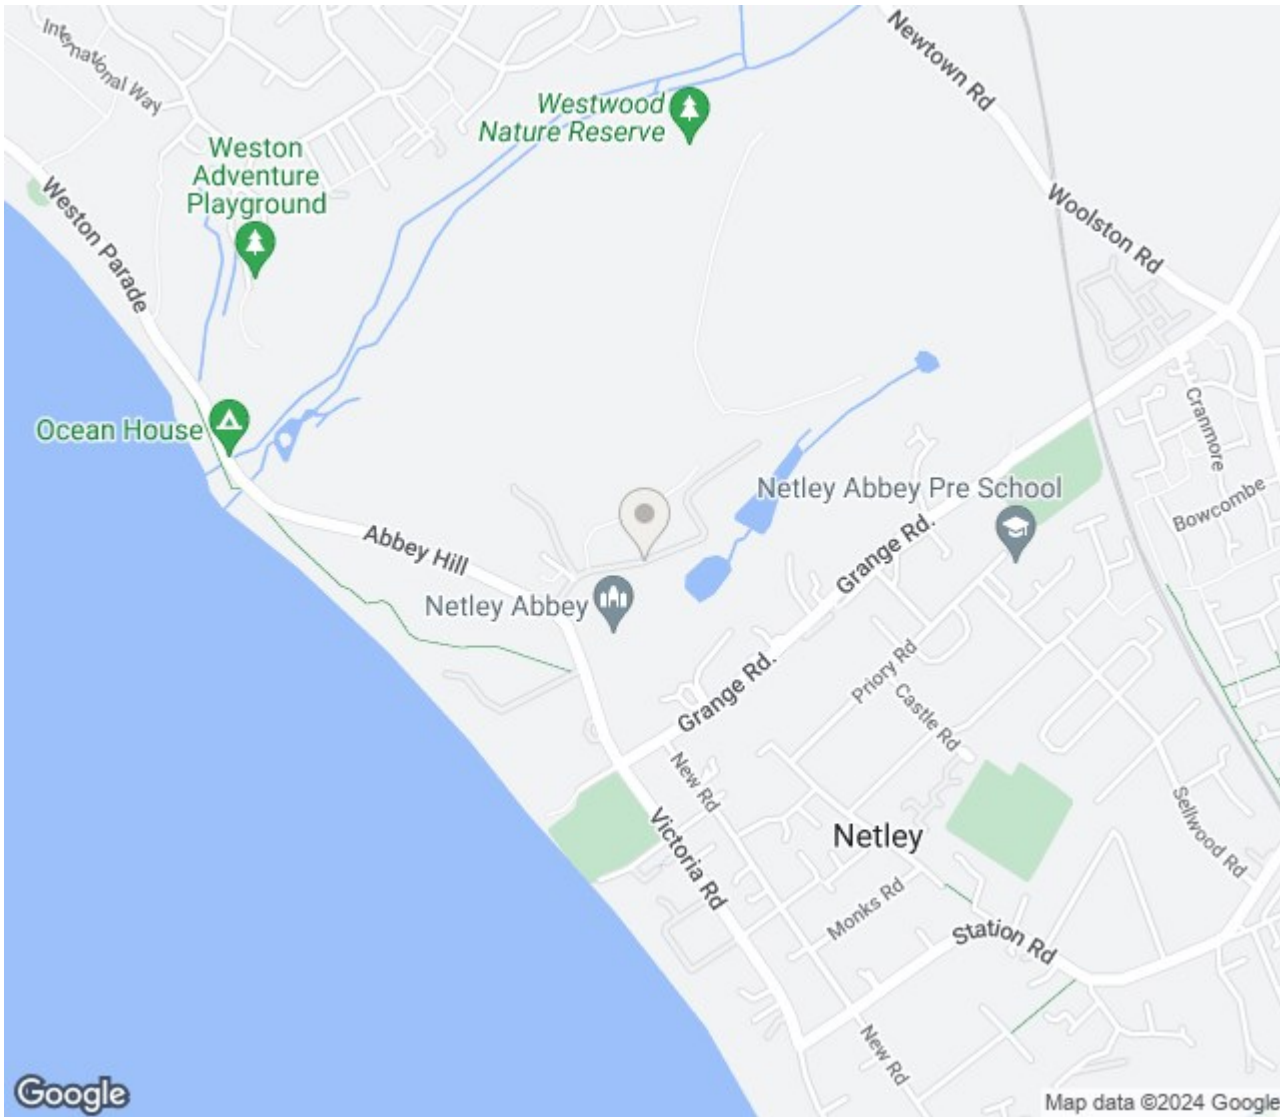 International Way
Newtown Rd
Westwood
Nature Reserve
Weston
Adventure
Playground
Weston Parade
Woolston Rd
Ocean House
Cranmore
Netley Abbey Pre School
Bowcombe
Abbey Hill
Grange Rd.
Netley Abbey
Priory Rd
Grange Rd.
Castle Rd
New Rd
Sellwood Rd
Victoria Rd
Netley
Monks Rd
Station Rd
New Rd
Google
Map data ©2024 Google